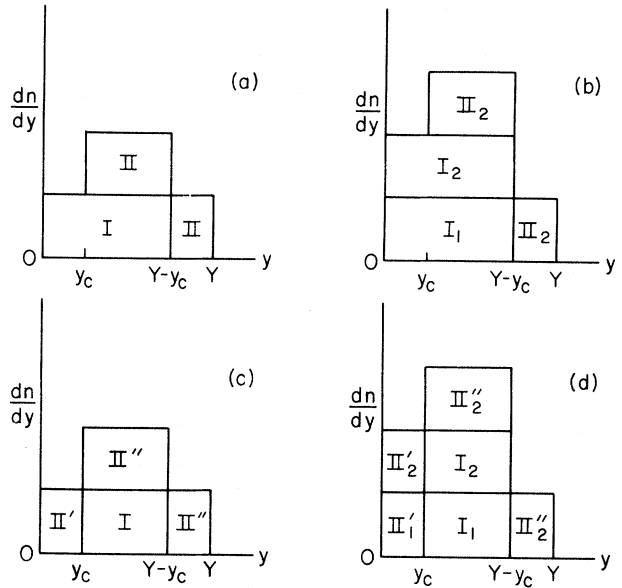 (a)
dn
dy
II
I
II
O
y_c
Y-y_c
Y
y
(b)
dn
dy
II_2
I_2
I_1
II_2
O
y_c
Y-y_c
Y
y
(c)
dn
dy
II″
II′
I
II″
O
y_c
Y-y_c
Y
y
(d)
dn
dy
II″_2
II′_2
I_2
II′_1
I_1
II″_2
O
y_c
Y-y_c
Y
y